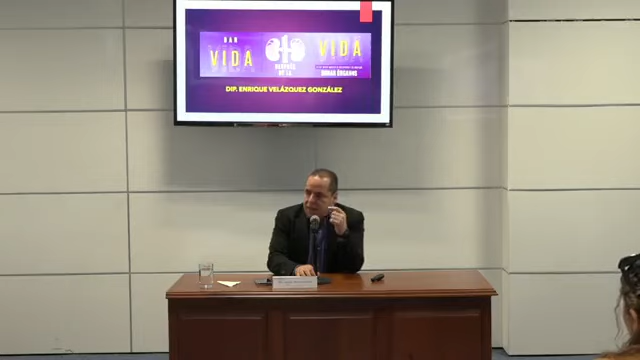 DAR
VIDA
DESPUÉS
DE LA
VIDA
DONAR ÓRGANOS
DIP. ENRIQUE VELÁZQUEZ GONZÁLEZ